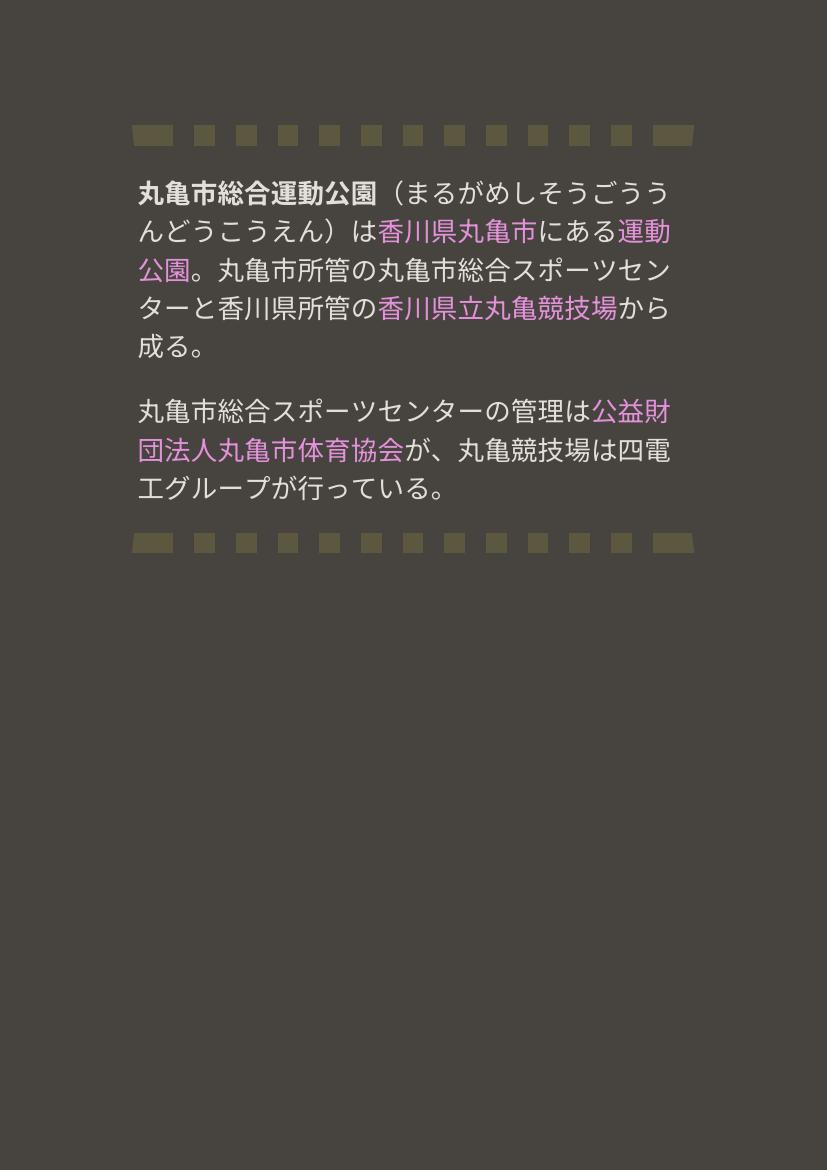 丸亀市総合運動公園（まるがめしそうごうう
んどうこうえん）は香川県丸亀市にある運動
公園。丸亀市所管の丸亀市総合スポーツセン
ターと香川県所管の香川県立丸亀競技場から
成る。
丸亀市総合スポーツセンターの管理は公益財
団法人丸亀市体育協会が、丸亀競技場は四電
工グループが行っている。